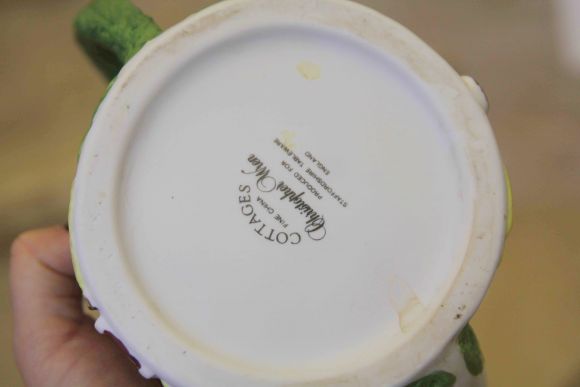 COTTAGES
FINE CHINA
Christopher Wren
PRODUCED FOR
STAFFORDSHIRE TABLEWARE
ENGLAND